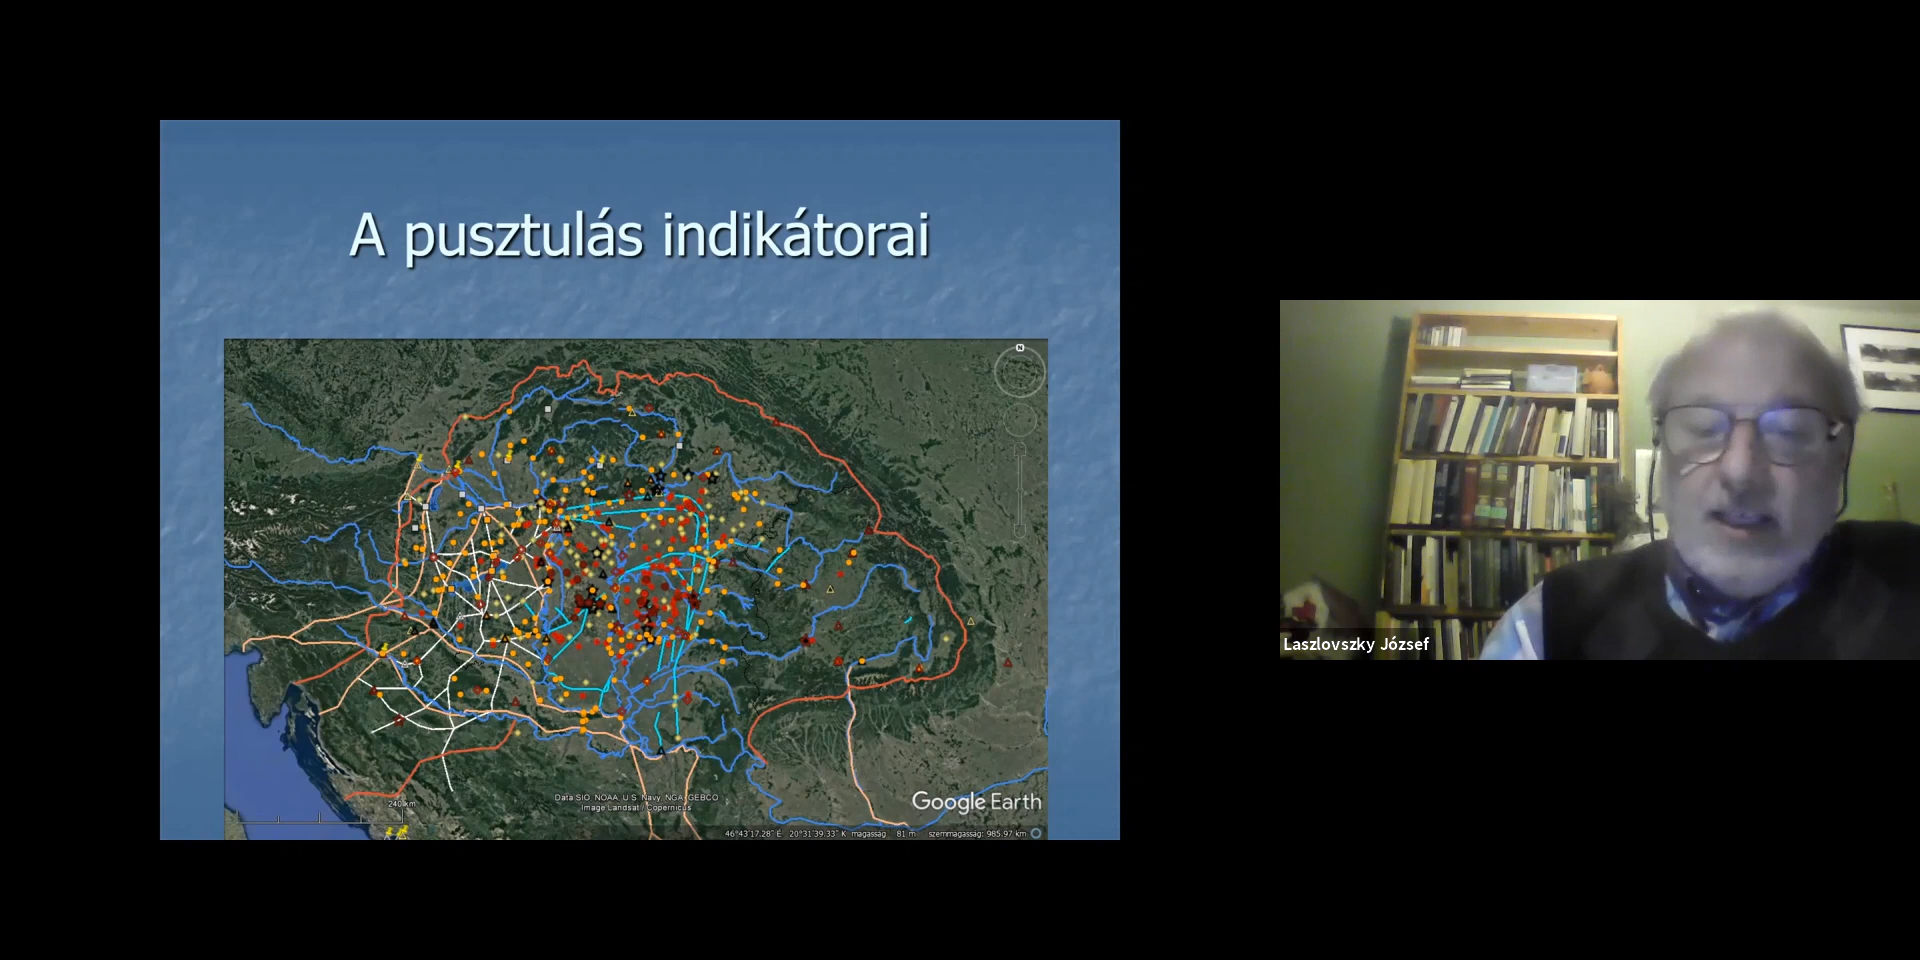 A pusztulás indikátorai
N
240 km
Data SIO, NOAA, U.S. Navy, NGA, GEBCO
Image Landsat / Copernicus
Google Earth
46°43'17.28" É 20°31'39.33" K magasság 81 m szemmagasság: 985.97 km
Laszlovszky József